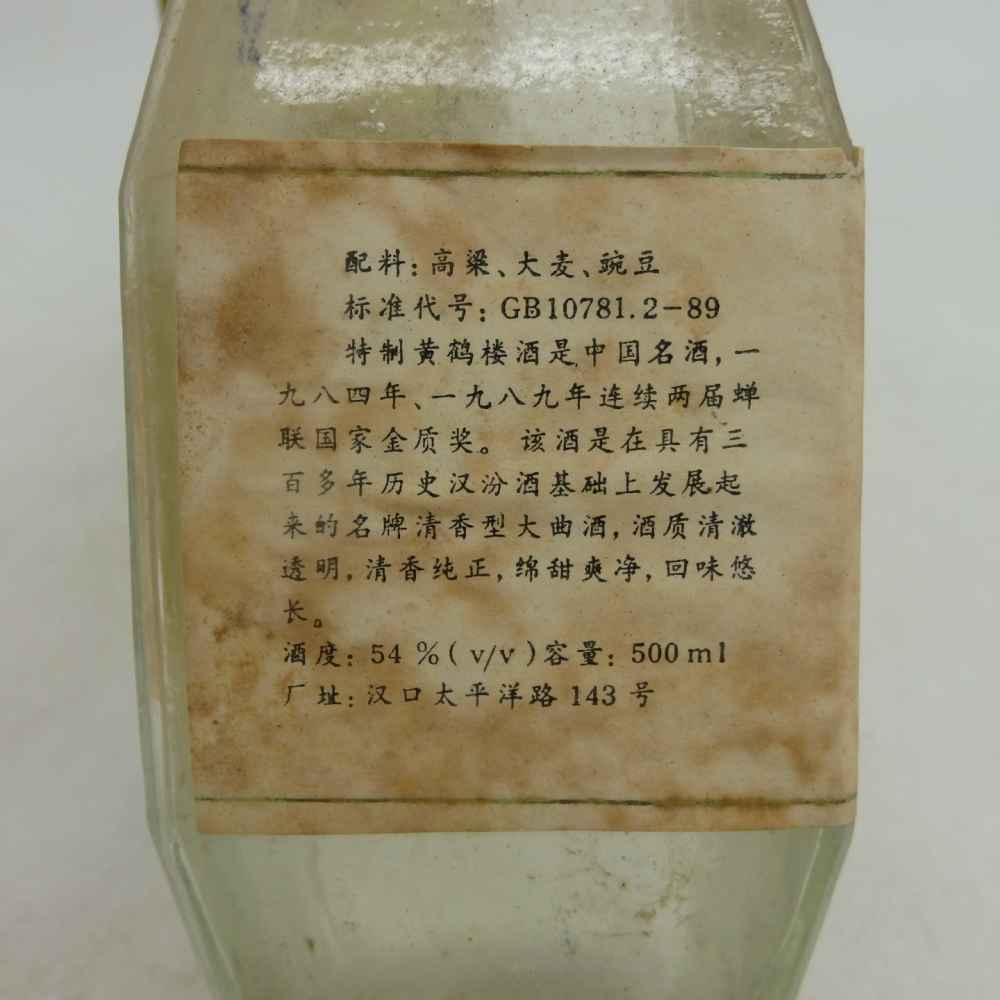 配料：高梁、大麦、豌豆
标准代号：GB10781.2-89
特制黄鹤楼酒是中国名酒，一
九八四年、一九八九年连续两届蝉
联国家金质奖。该酒是在具有三
百多年历史汉汾酒基础上发展起
来的名牌清香型大曲酒，酒质清澈
透明，清香纯正，绵甜爽净，回味悠
长。
酒度：54 %( v/v )容量：500ml
厂址：汉口太平洋路 143 号